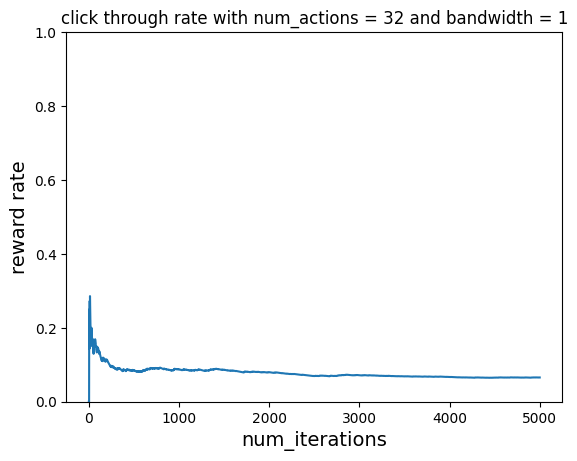 click through rate with num_actions = 32 and bandwidth = 1
1.0
0.8
0.6
0.4
0.2
0.0
reward rate
0 1000 2000 3000 4000 5000
num_iterations